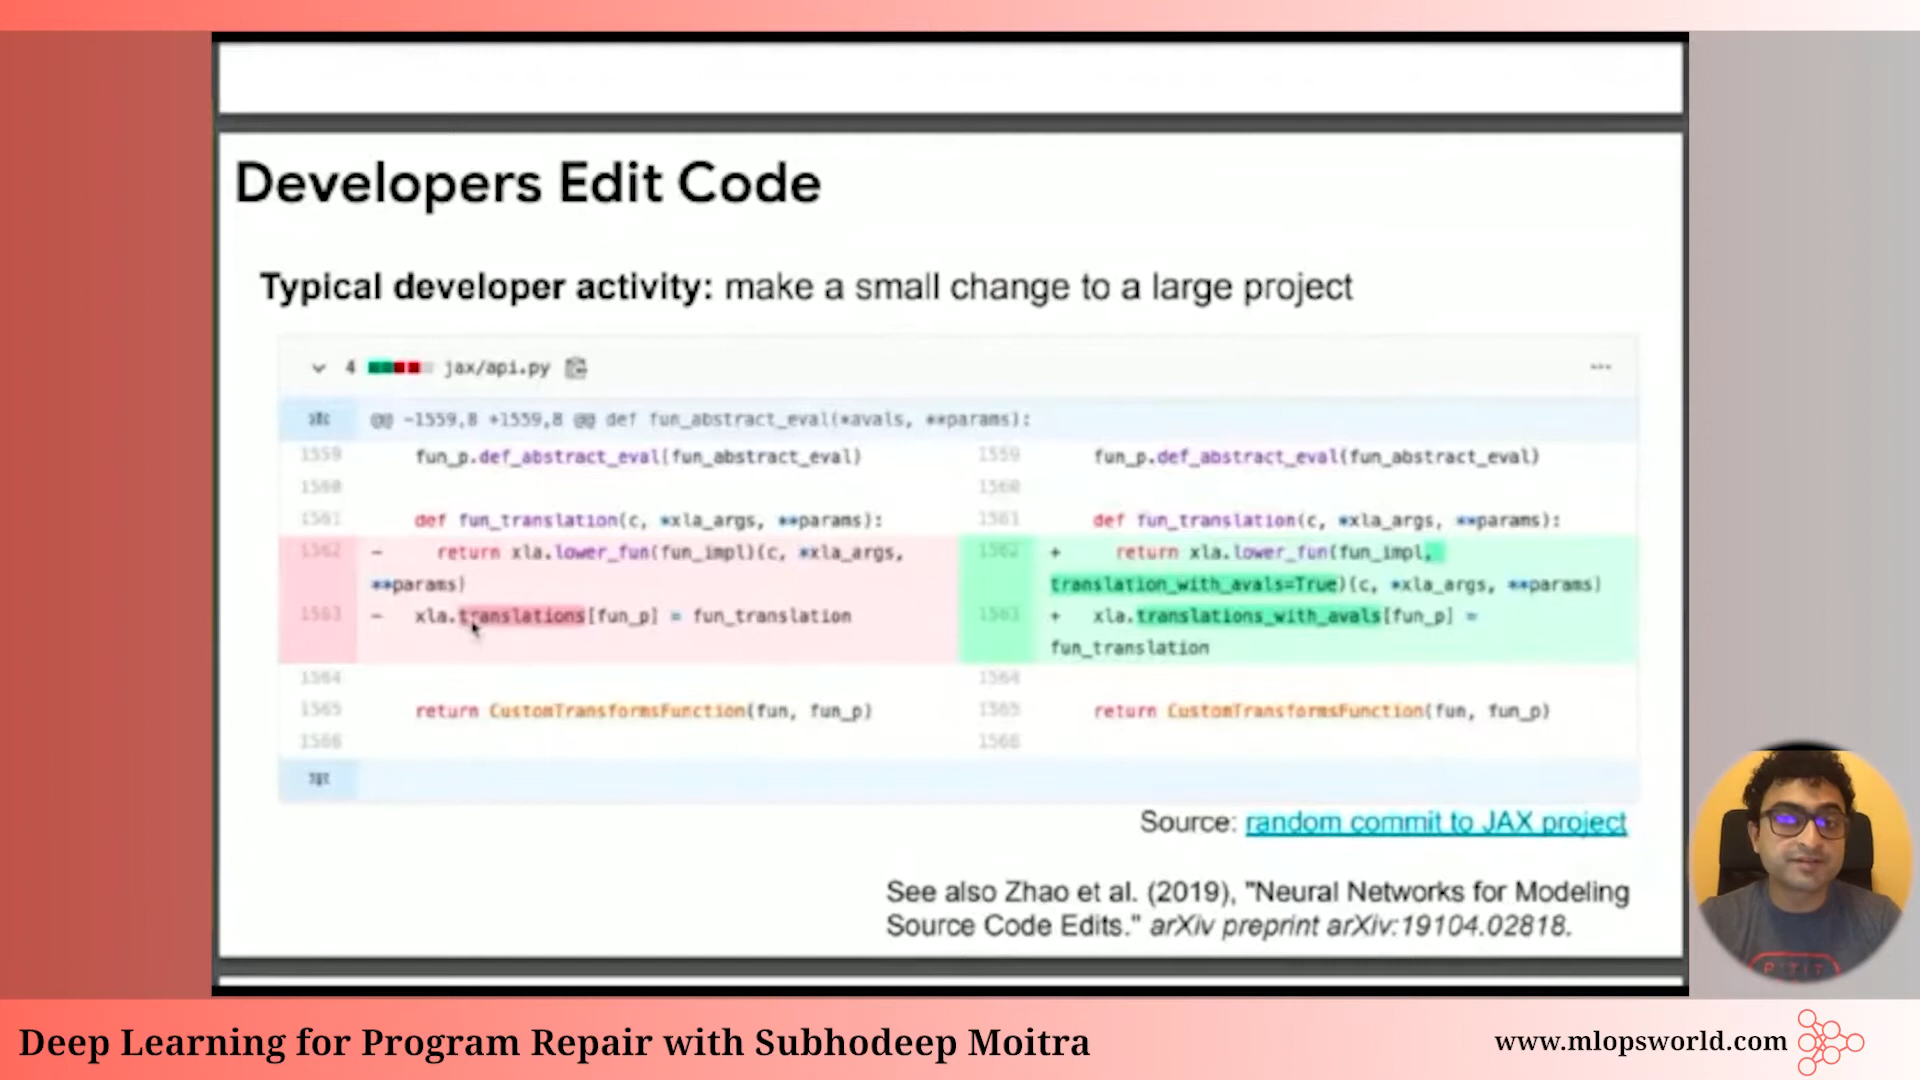 Developers Edit Code
Typical developer activity: make a small change to a large project
4 jax/api.py ...
@@ -1559,8 +1559,8 @@ def fun_abstract_eval(*avals, **params):
1559 fun_p.def_abstract_eval(fun_abstract_eval)
1560
1561 def fun_translation(c, *xla_args, **params):
1562 - return xla.lower_fun(fun_impl)(c, *xla_args,
**params)
1563 - xla.translations[fun_p] = fun_translation
1564
1565 return CustomTransformsFunction(fun, fun_p)
1566
1559 fun_p.def_abstract_eval(fun_abstract_eval)
1560
1561 def fun_translation(c, *xla_args, **params):
1562 + return xla.lower_fun(fun_impl,
translation_with_avals=True)(c, *xla_args, **params)
1563 + xla.translations_with_avals[fun_p] =
fun_translation
1564
1565 return CustomTransformsFunction(fun, fun_p)
1566
Source: random commit to JAX project
See also Zhao et al. (2019), "Neural Networks for Modeling
Source Code Edits." arXiv preprint arXiv:19104.02818.
Deep Learning for Program Repair with Subhodeep Moitra
www.mlopsworld.com